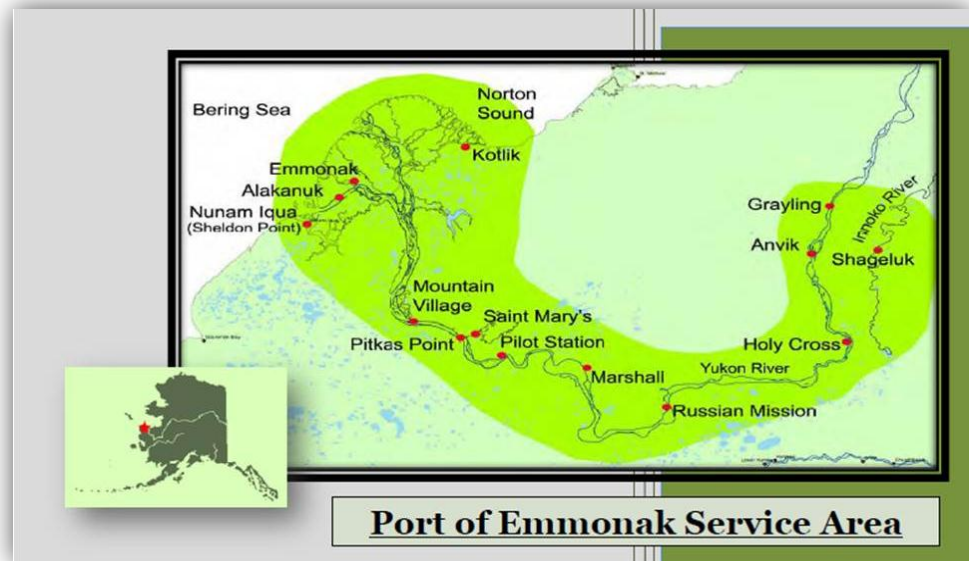 Bering Sea
Norton
Sound
Kotlik
Emmonak
Alakanuk
Nunam Iqua
(Sheldon Point)
Grayling
Innoko River
Anvik
Shageluk
Mountain
Village
Saint Mary's
Pitkas Point
Pilot Station
Holy Cross
Marshall
Yukon River
Russian Mission
Port of Emmonak Service Area